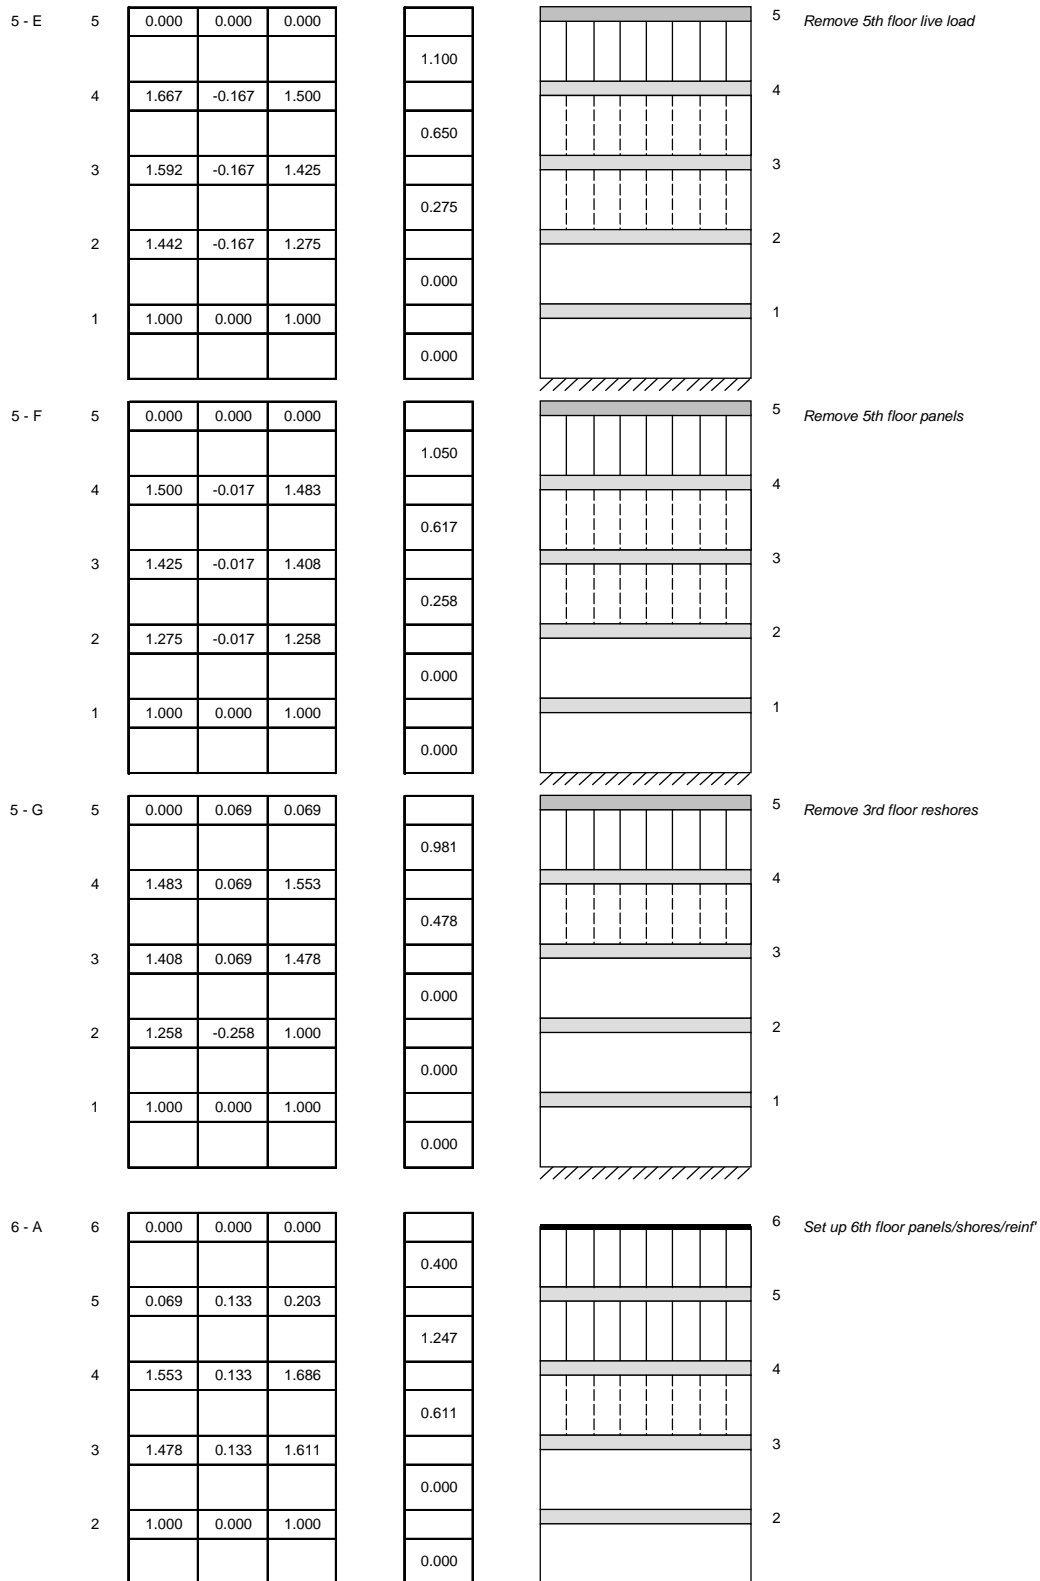 5 - E 5 0.000 0.000 0.000 5 Remove 5th floor live load
1.100
4 1.667 -0.167 1.500 4
0.650
3 1.592 -0.167 1.425 3
0.275
2 1.442 -0.167 1.275 2
0.000
1 1.000 0.000 1.000 1
0.000
5 - F 5 0.000 0.000 0.000 5 Remove 5th floor panels
1.050
4 1.500 -0.017 1.483 4
0.617
3 1.425 -0.017 1.408 3
0.258
2 1.275 -0.017 1.258 2
0.000
1 1.000 0.000 1.000 1
0.000
5 - G 5 0.000 0.069 0.069 5 Remove 3rd floor reshores
0.981
4 1.483 0.069 1.553 4
0.478
3 1.408 0.069 1.478 3
0.000
2 1.258 -0.258 1.000 2
0.000
1 1.000 0.000 1.000 1
0.000
6 - A 6 0.000 0.000 0.000 6 Set up 6th floor panels/shores/reinf'
0.400
5 0.069 0.133 0.203 5
1.247
4 1.553 0.133 1.686 4
0.611
3 1.478 0.133 1.611 3
0.000
2 1.000 0.000 1.000 2
0.000